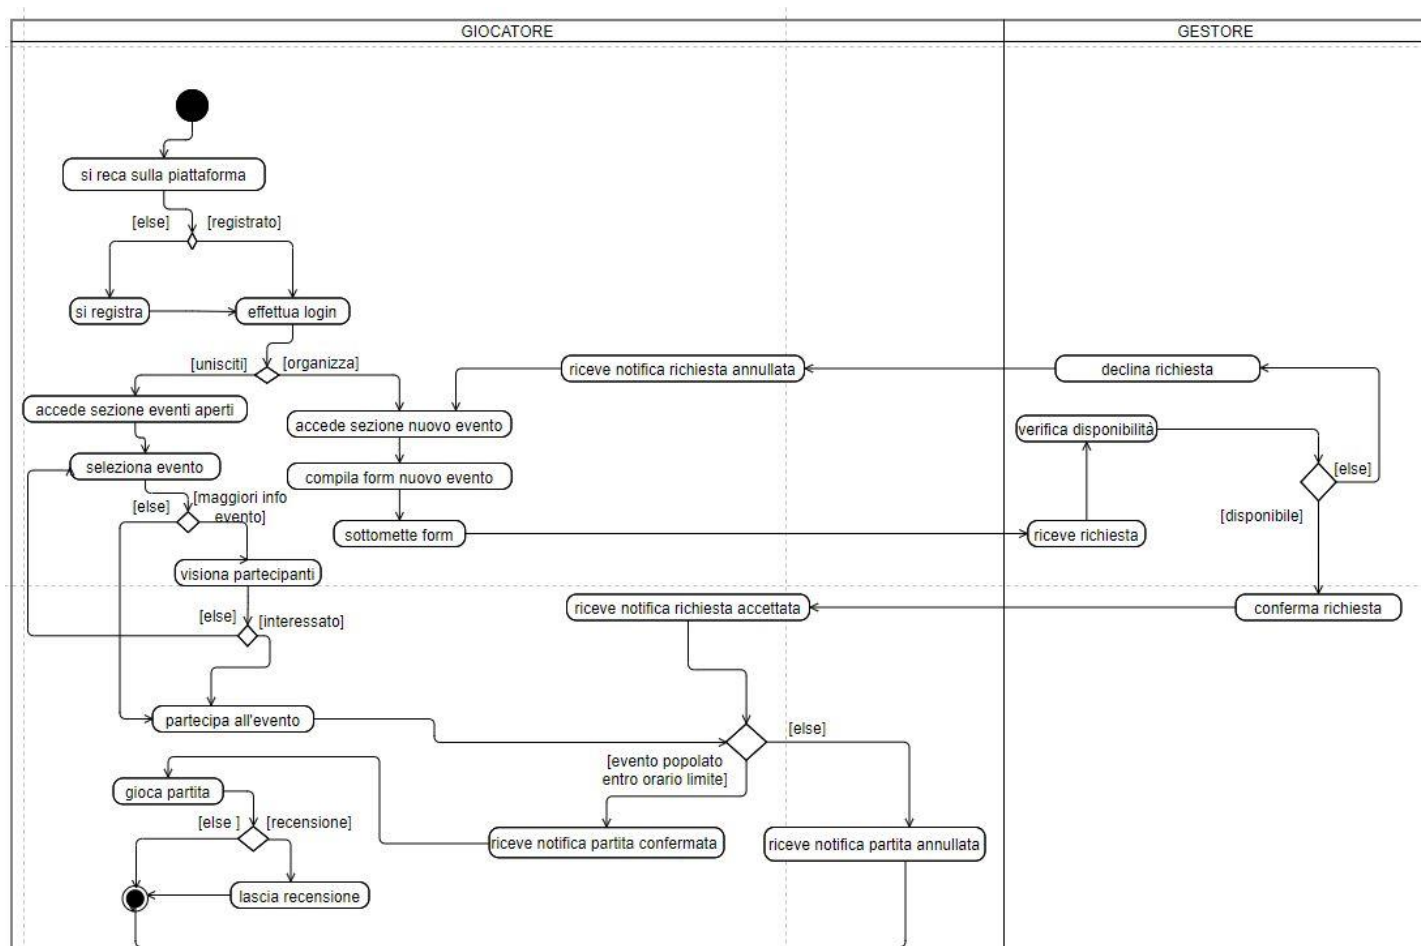 GIOCATORE
GESTORE
si reca sulla piattaforma
[else]
[registrato]
si registra
effettua login
[unisciti]
[organizza]
riceve notifica richiesta annullata
declina richiesta
accede sezione eventi aperti
accede sezione nuovo evento
verifica disponibilità
seleziona evento
compila form nuovo evento
[else]
[else]
[maggiori info
evento]
[disponibile]
sottomette form
riceve richiesta
visiona partecipanti
riceve notifica richiesta accettata
conferma richiesta
[else]
[interessato]
partecipa all'evento
[else]
[evento popolato
entro orario limite]
gioca partita
[else ]
[recensione]
riceve notifica partita confermata
riceve notifica partita annullata
lascia recensione